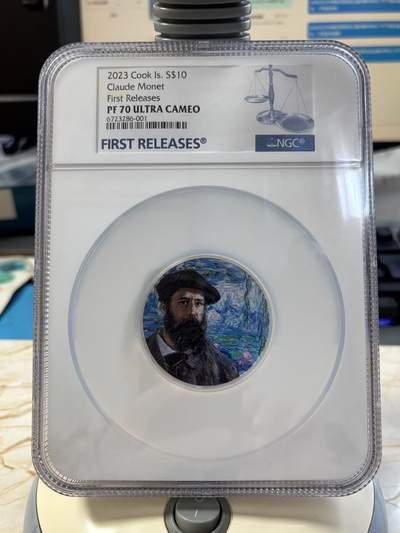 2023 Cook Is. S$10
Claude Monet
First Releases
PF 70 ULTRA CAMEO
6723286-001
FIRST RELEASES®
NGC®